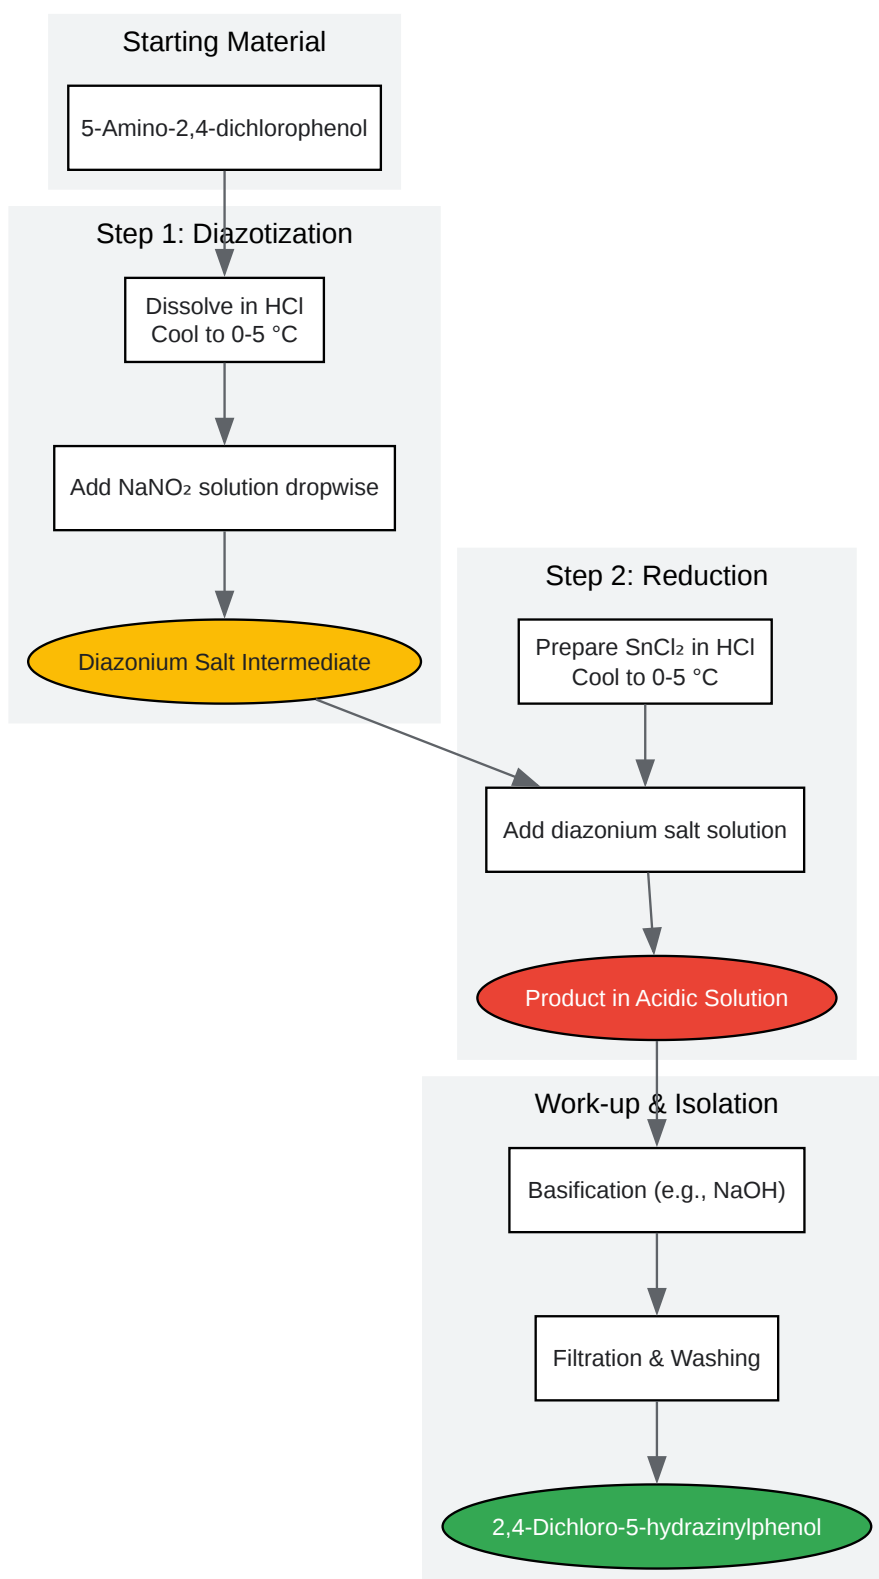 Starting Material
5-Amino-2,4-dichlorophenol
Step 1: Diazotization
Dissolve in HCl
Cool to 0-5 °C
Add NaNO₂ solution dropwise
Diazonium Salt Intermediate
Step 2: Reduction
Prepare SnCl₂ in HCl
Cool to 0-5 °C
Add diazonium salt solution
Product in Acidic Solution
Work-up & Isolation
Basification (e.g., NaOH)
Filtration & Washing
2,4-Dichloro-5-hydrazinylphenol